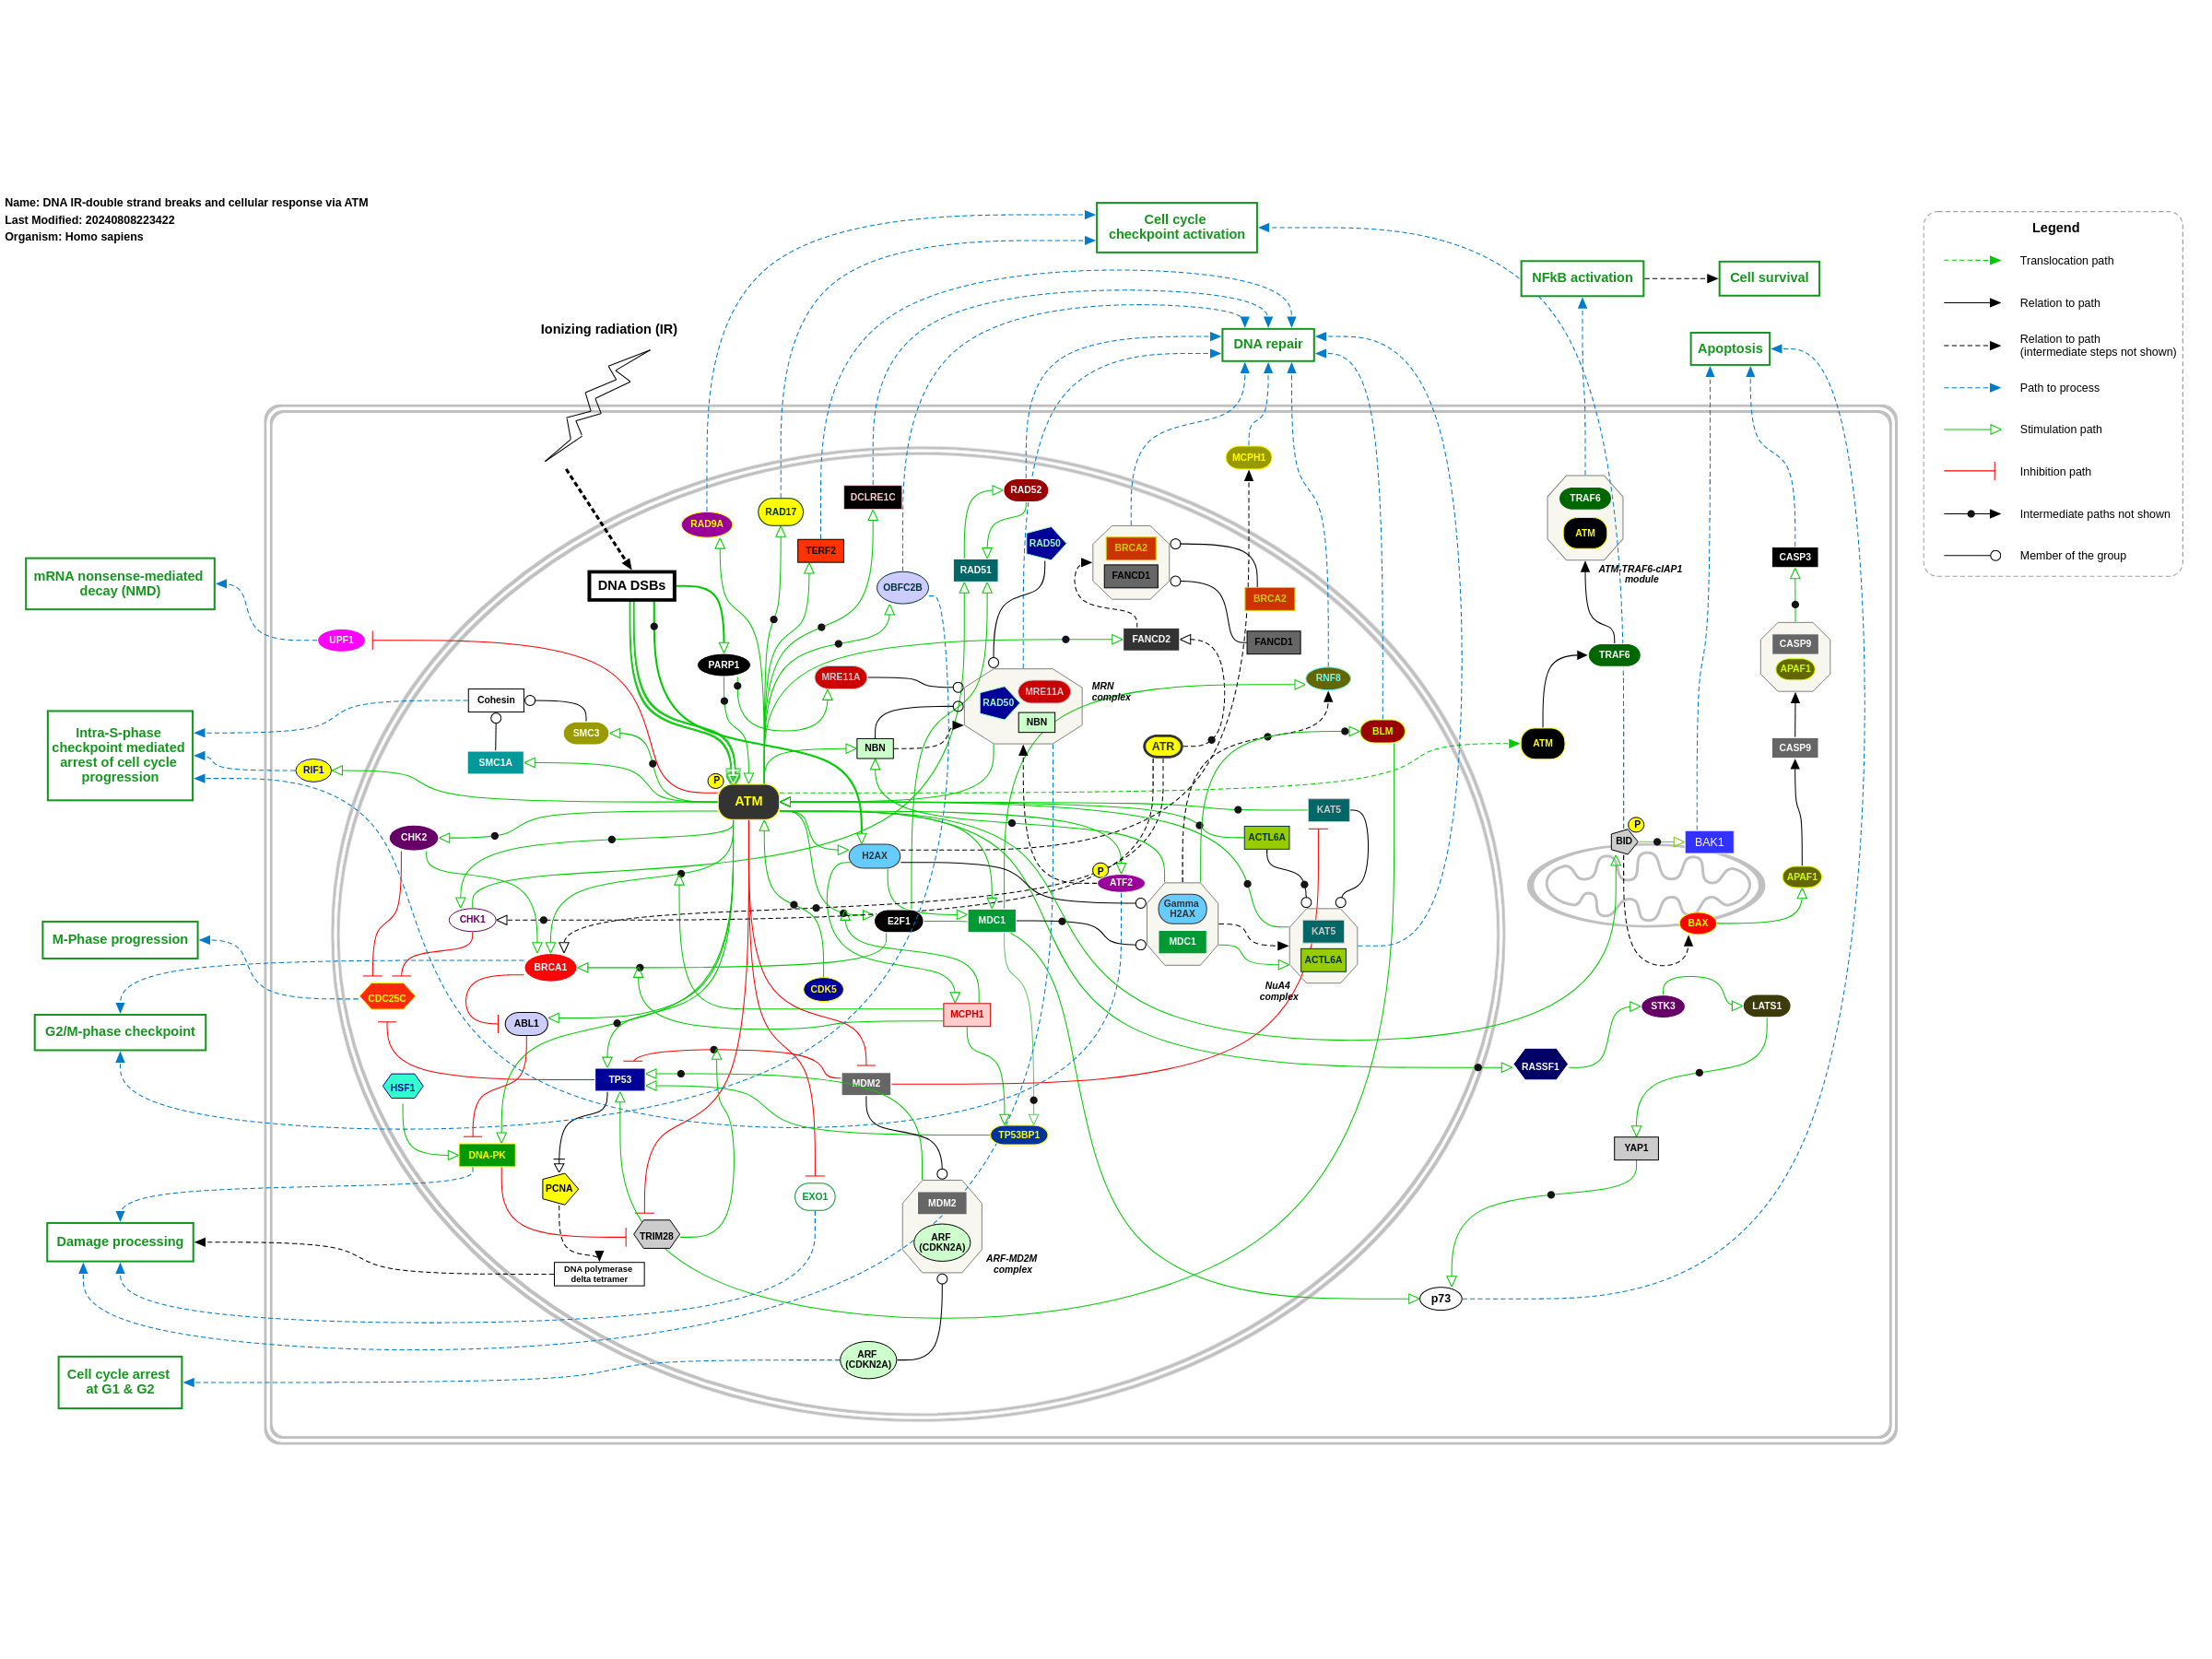 Name: DNA IR-double strand breaks and cellular response via ATM
Last Modified: 20240808223422
Organism: Homo sapiens
Cell cycle
checkpoint activation
Legend
Translocation path
Relation to path
Relation to path
(intermediate steps not shown)
Path to process
Stimulation path
Inhibition path
Intermediate paths not shown
Member of the group
NFkB activation
Cell survival
Ionizing radiation (IR)
DNA repair
Apoptosis
MCPH1
RAD52
DCLRE1C
TRAF6
ATM
ATM-TRAF6-cIAP1
module
RAD9A
RAD17
TERF2
RAD50
BRCA2
FANCD1
CASP3
mRNA nonsense-mediated
decay (NMD)
DNA DSBs
OBFC2B
RAD51
BRCA2
FANCD1
UPF1
FANCD2
TRAF6
CASP9
APAF1
PARP1
MRE11A
RNF8
MRN
complex
RAD50
MRE11A
NBN
Cohesin
SMC3
SMC1A
NBN
ATR
BLM
ATM
CASP9
Intra-S-phase
checkpoint mediated
arrest of cell cycle
progression
RIF1
P
ATM
KAT5
CHK2
ACTL6A
P
BID
BAK1
H2AX
P
ATF2
APAF1
CHK1
E2F1
MDC1
Gamma
H2AX
MDC1
KAT5
ACTL6A
NuA4
complex
BAX
M-Phase progression
BRCA1
CDC25C
CDK5
MCPH1
STK3
LATS1
G2/M-phase checkpoint
ABL1
RASSF1
HSF1
TP53
MDM2
TP53BP1
YAP1
DNA-PK
PCNA
EXO1
MDM2
ARF
(CDKN2A)
ARF-MD2M
complex
Damage processing
TRIM28
DNA polymerase
delta tetramer
p73
Cell cycle arrest
at G1 & G2
ARF
(CDKN2A)